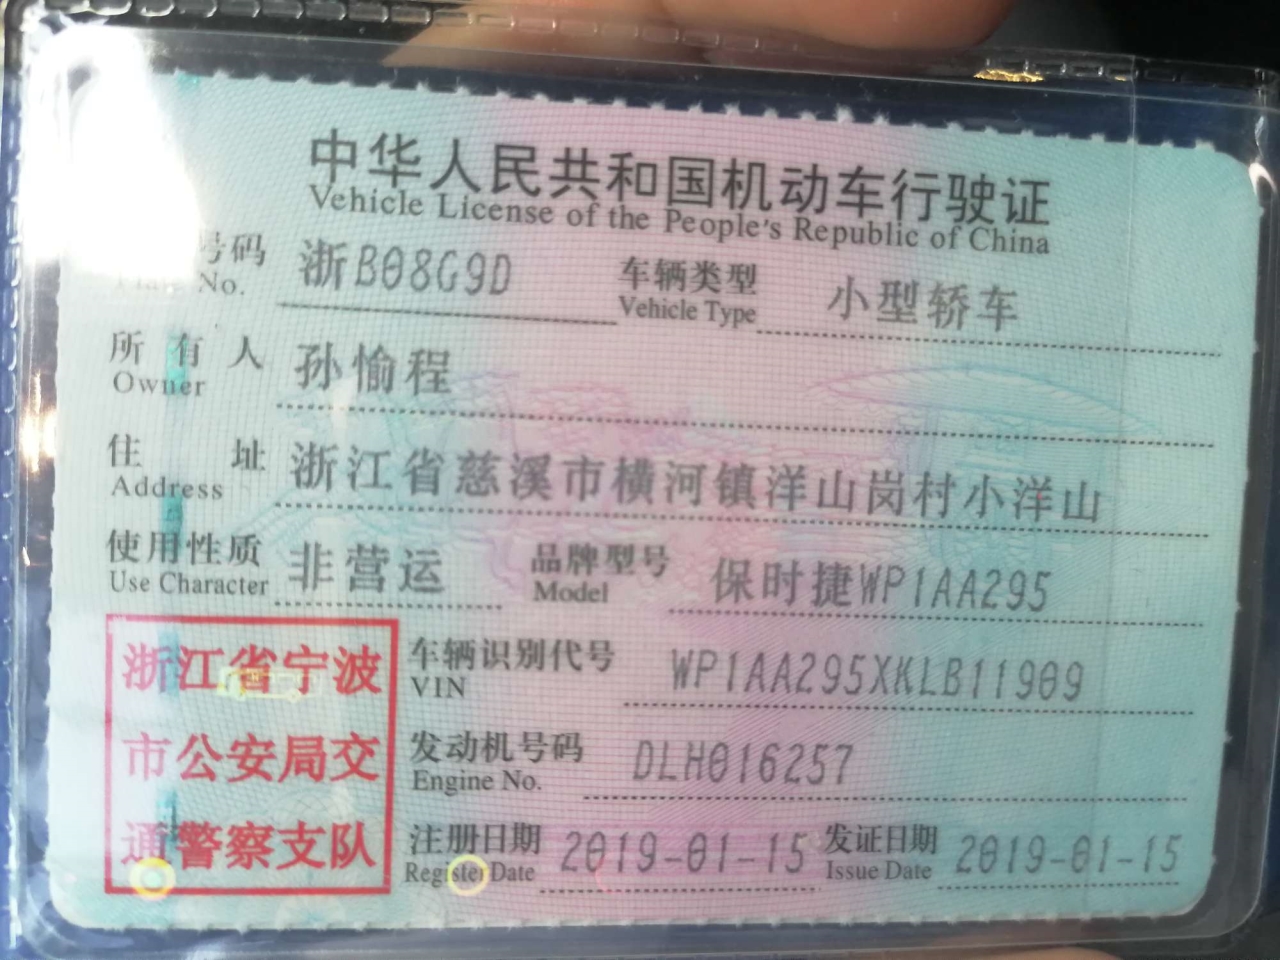 中华人民共和国机动车行驶证
Vehicle License of the People's Republic of China
号码 浙B08G9D 车辆类型 小型轿车
No. Vehicle Type
所有人 孙愉程
Owner
住址 浙江省慈溪市横河镇洋山岗村小洋山
Address
使用性质 非营运 品牌型号 保时捷WP1AA295
Use Character Model
浙江省宁波
市公安局交
通警察支队
车辆识别代号 WP1AA295XKLB11909
VIN
发动机号码 DLH016257
Engine No.
注册日期 2019-01-15 发证日期 2019-01-15
Register Date Issue Date